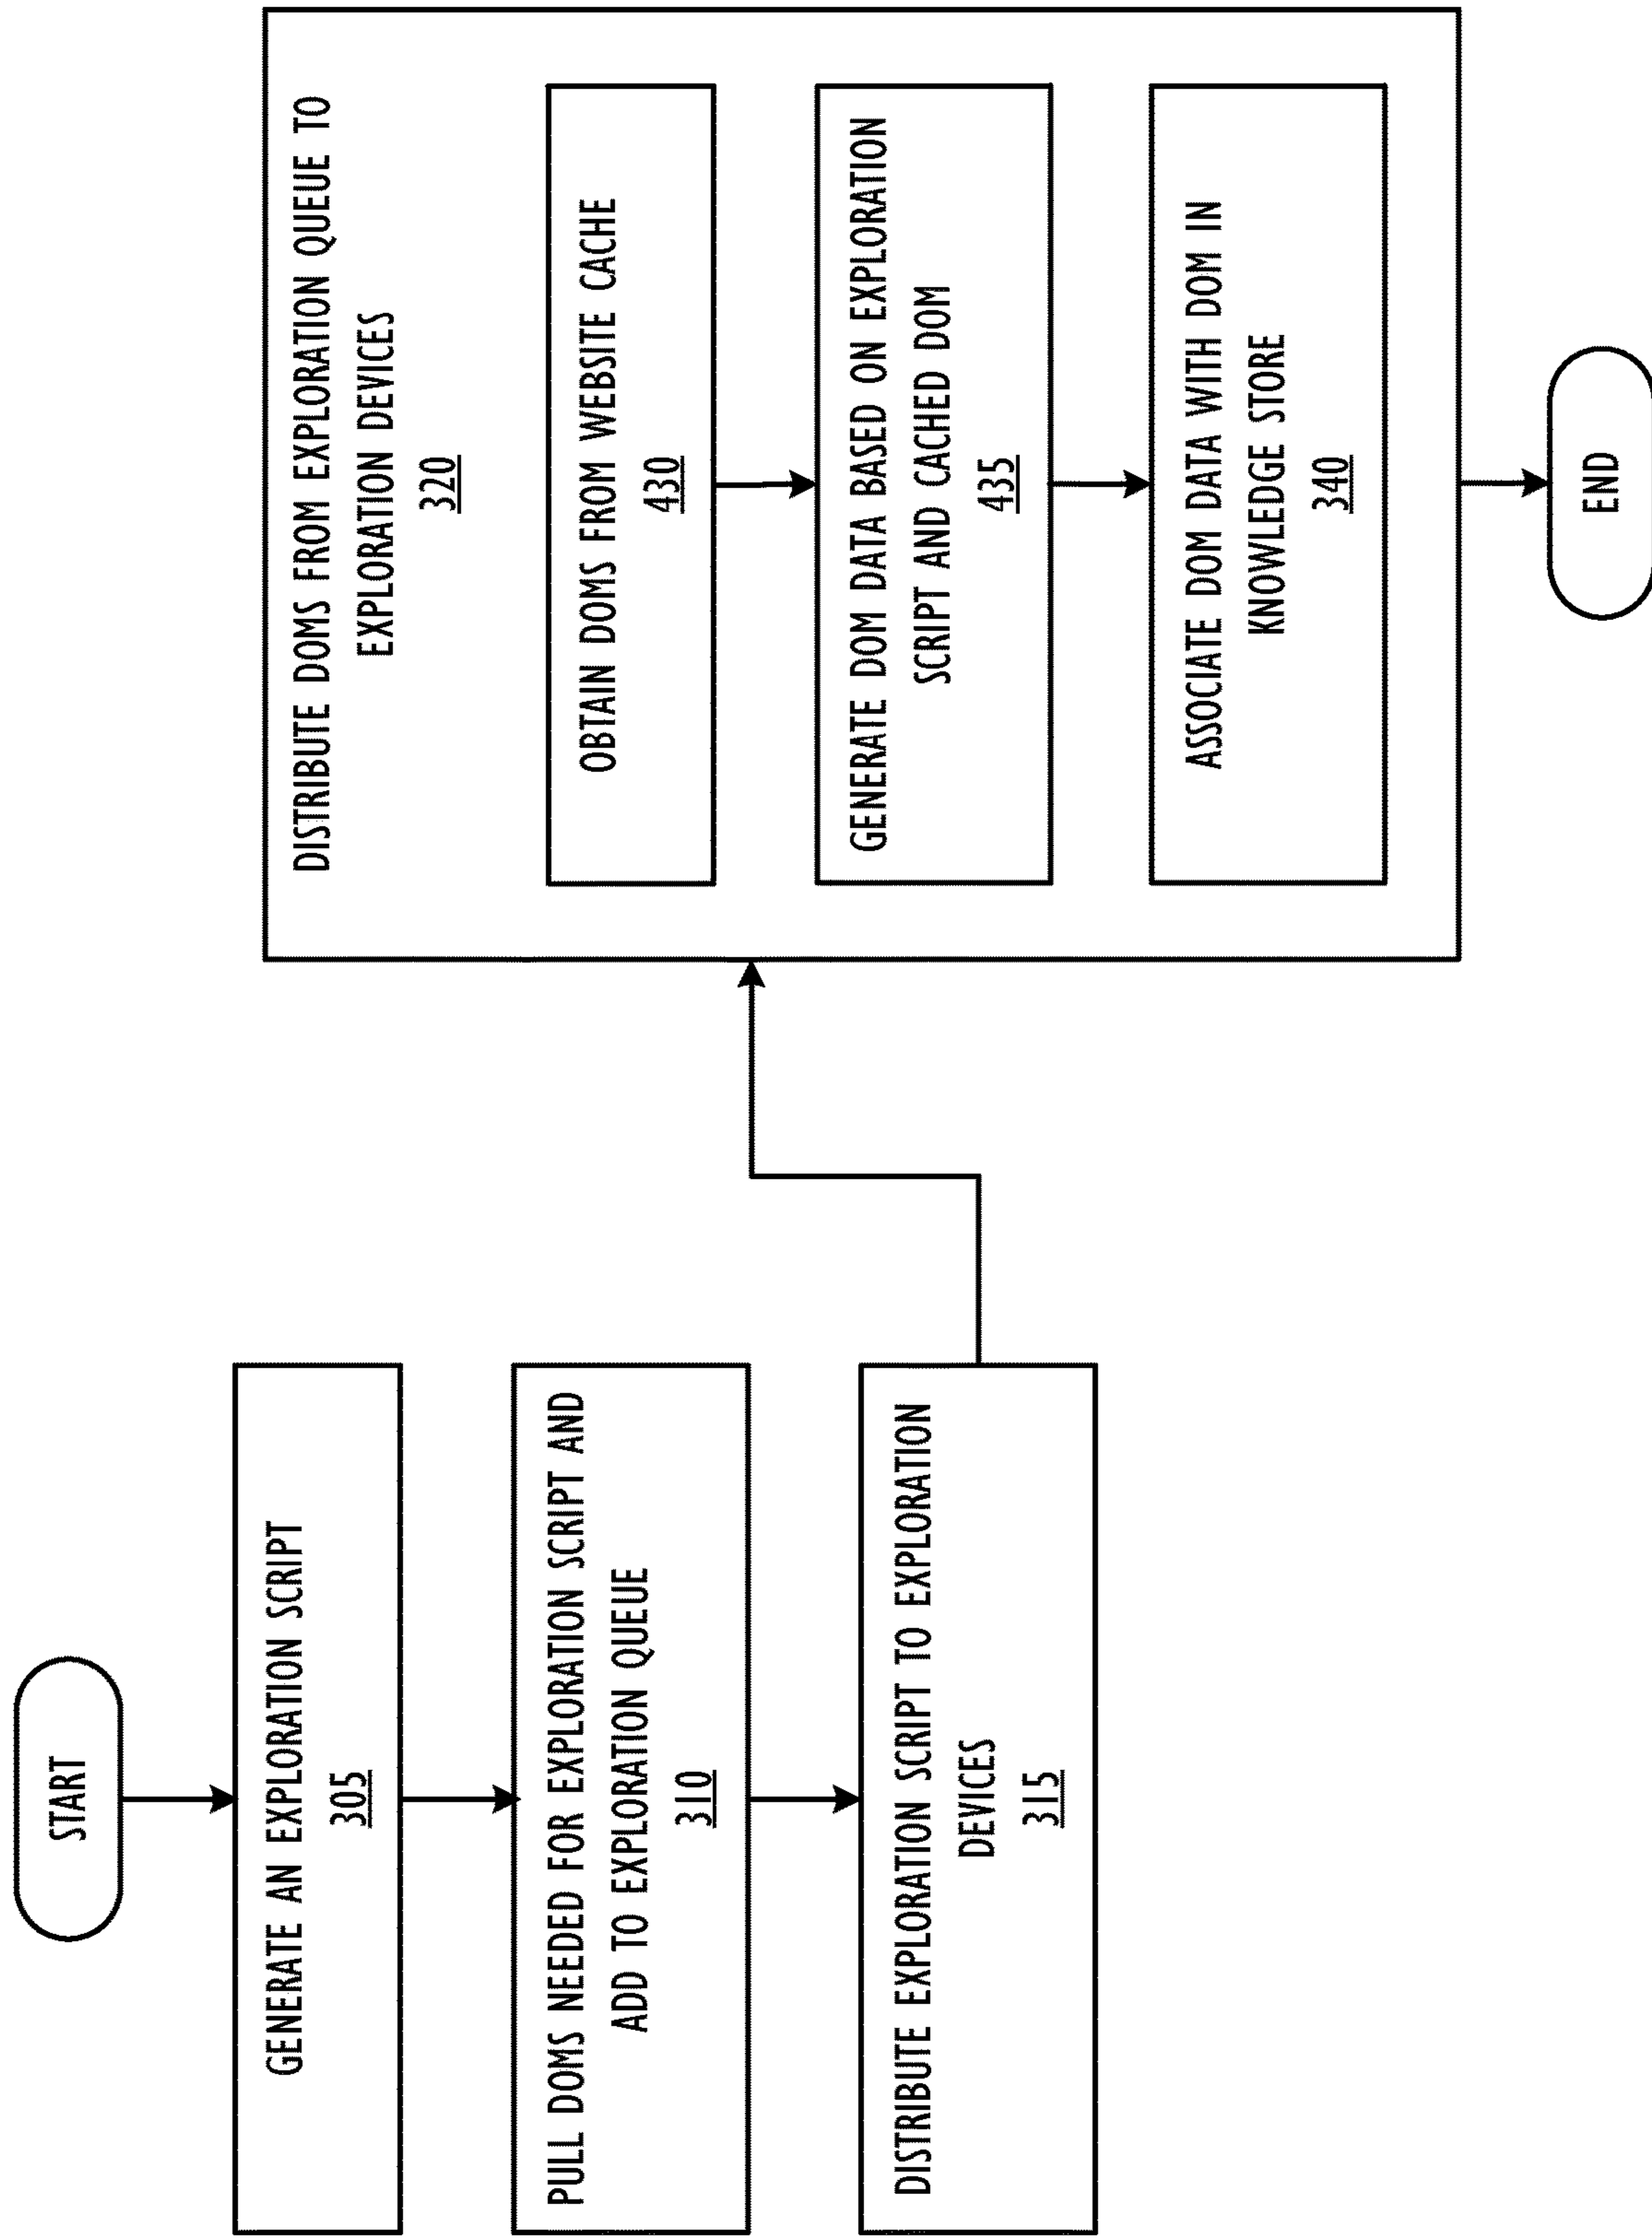 START
GENERATE AN EXPLORATION SCRIPT
305
PULL DOMS NEEDED FOR EXPLORATION SCRIPT AND
ADD TO EXPLORATION QUEUE
310
DISTRIBUTE EXPLORATION SCRIPT TO EXPLORATION
DEVICES
315
DISTRIBUTE DOMS FROM EXPLORATION QUEUE TO
EXPLORATION DEVICES
320
OBTAIN DOMS FROM WEBSITE CACHE
430
GENERATE DOM DATA BASED ON EXPLORATION
SCRIPT AND CACHED DOM
435
ASSOCIATE DOM DATA WITH DOM IN
KNOWLEDGE STORE
340
END